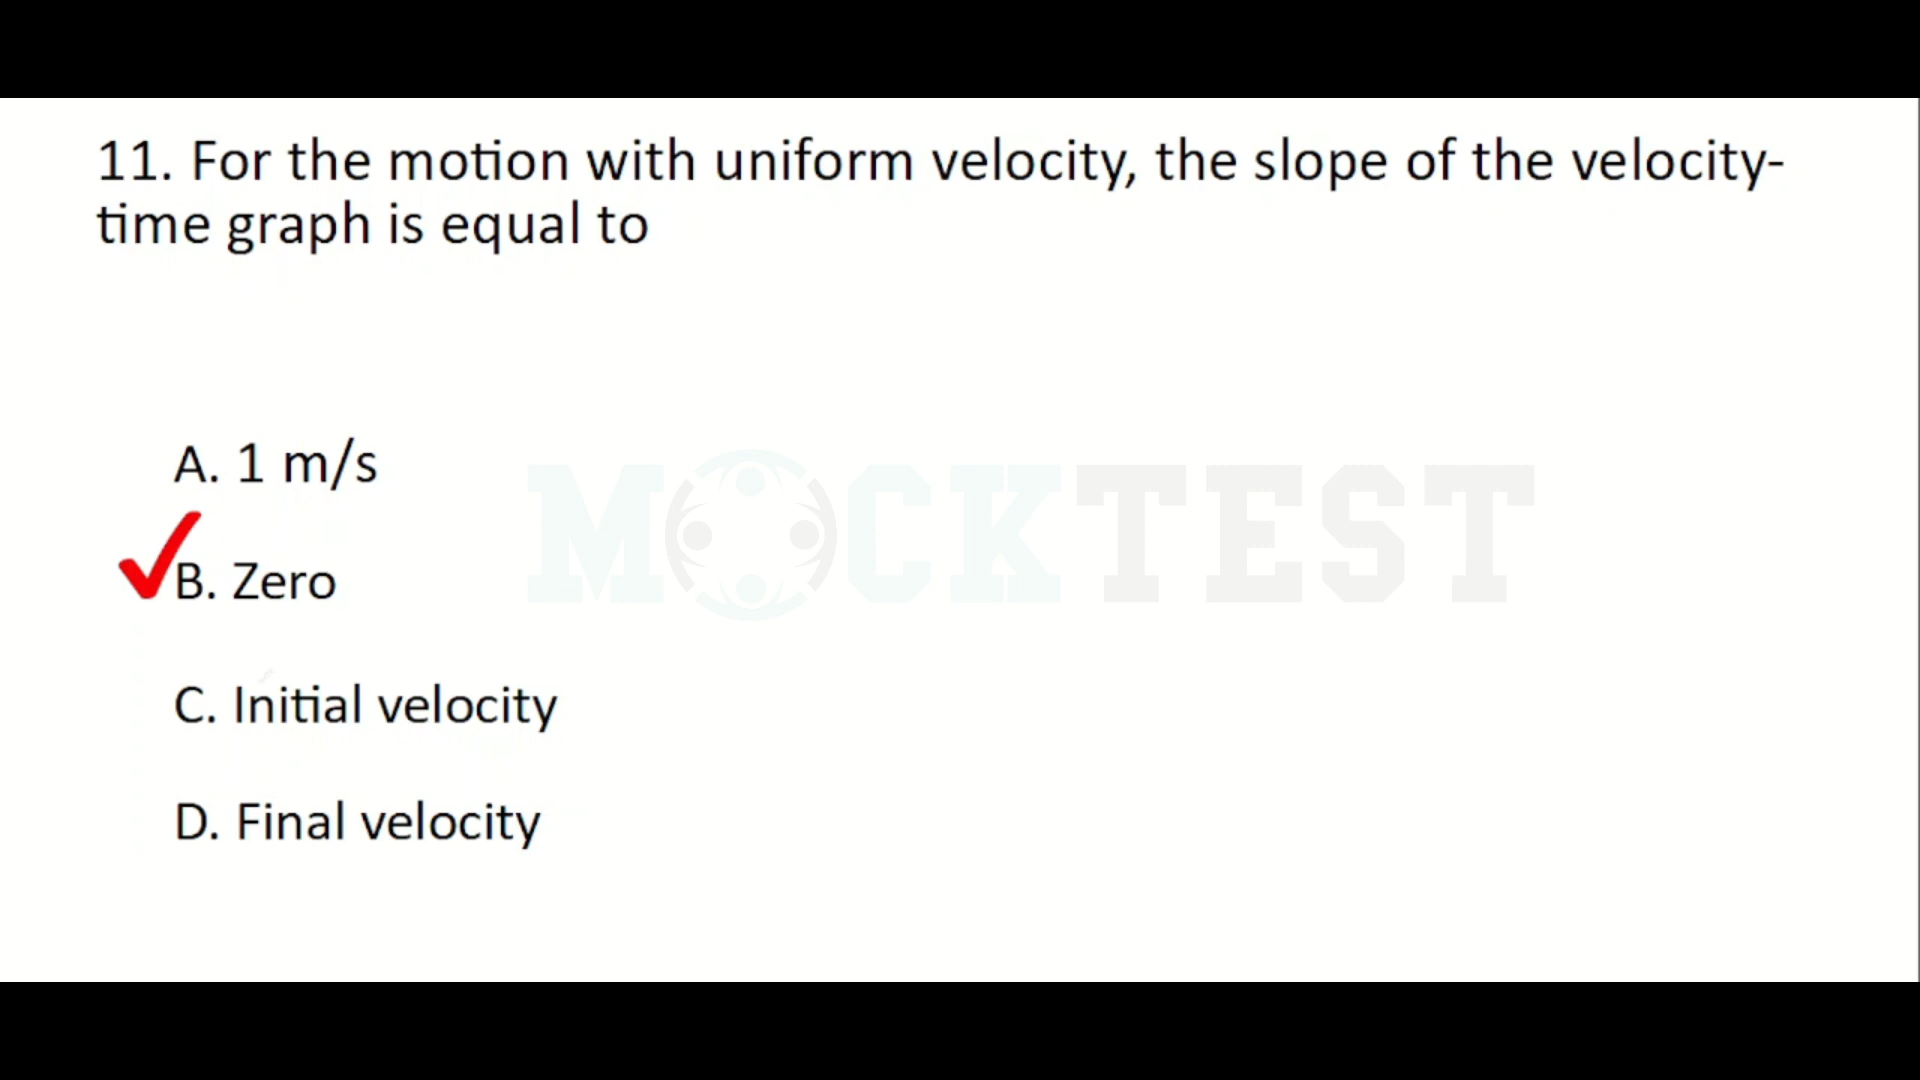 11. For the motion with uniform velocity, the slope of the velocity-
time graph is equal to
A. 1 m/s
MOCKTEST
B. Zero
C. Initial velocity
D. Final velocity